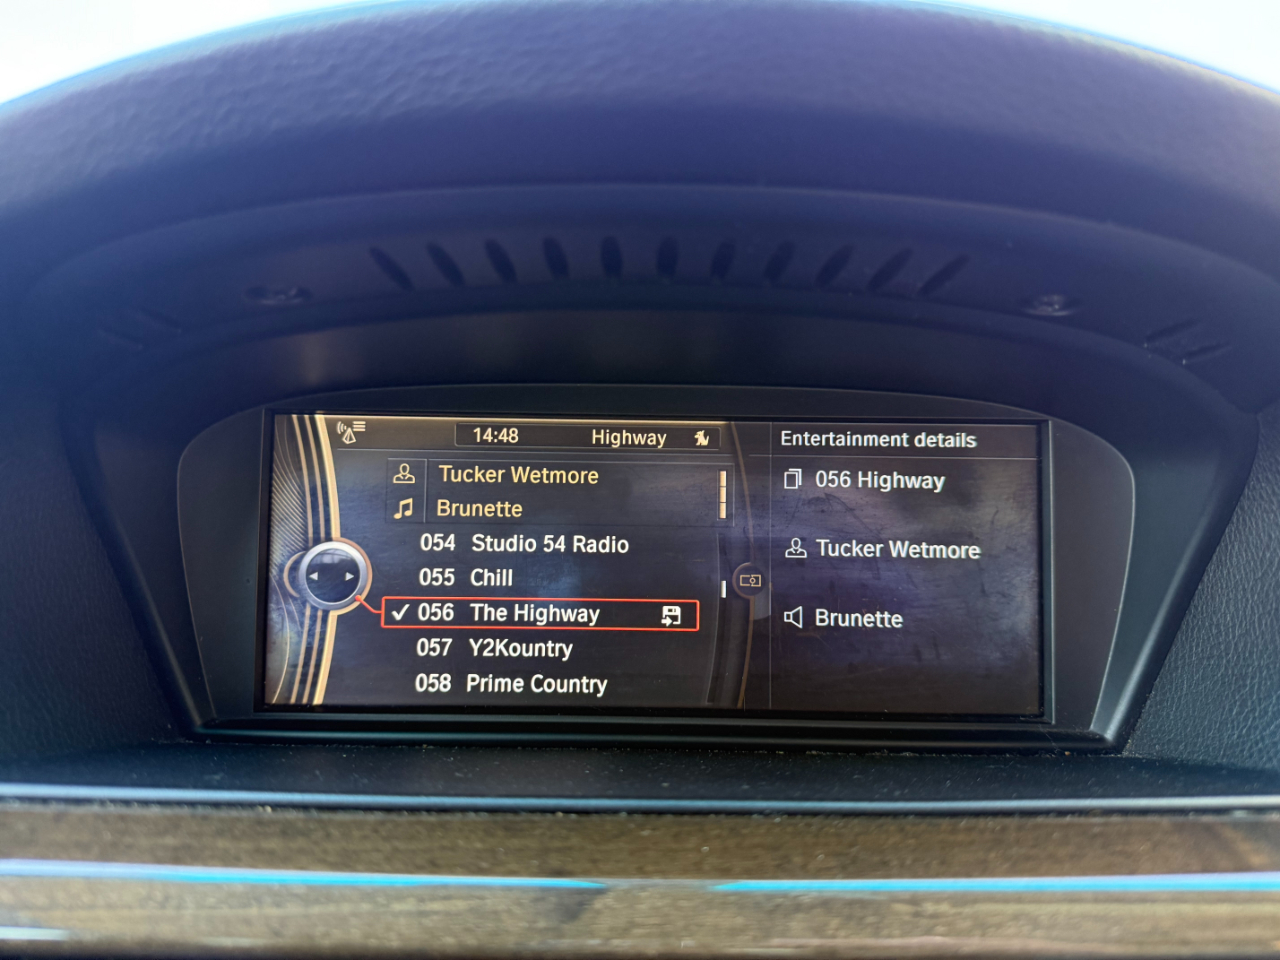 14:48 Highway
Tucker Wetmore
Brunette
054 Studio 54 Radio
055 Chill
056 The Highway
057 Y2Kountry
058 Prime Country
Entertainment details
056 Highway
Tucker Wetmore
Brunette